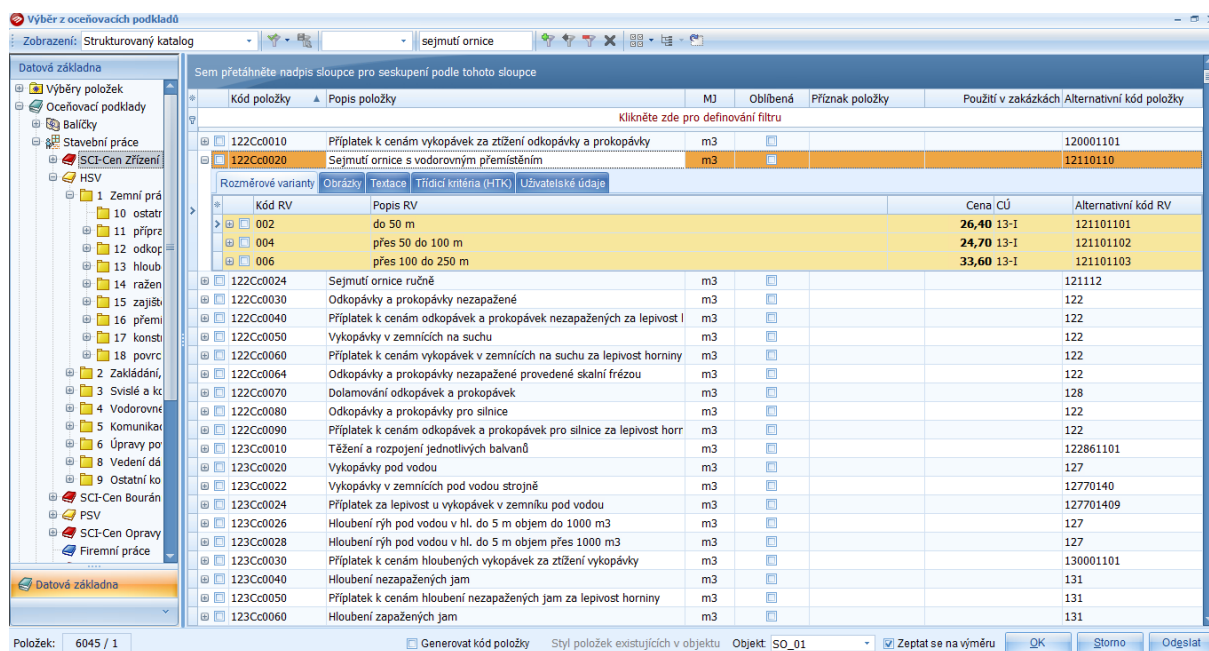 Výběr z oceňovacích podkladů
Zobrazení: Strukturovaný katalog sejmutí ornice
Datová základna
Výběry položek
Oceňovací podklady
Balíčky
Stavební práce
SCI-Cen Zřízení
HSV
1 Zemní prá
10 ostatr
11 přípra
12 odkop
13 hloub
14 ražen
15 zajišt
16 přemi
17 konstr
18 povrc
2 Zakládání,
3 Svislé a ko
4 Vodorovné
5 Komunikac
6 Úpravy po
8 Vedení dá
9 Ostatní ko
SCI-Cen Bourán
PSV
SCI-Cen Opravy
Firemní práce
Datová základna
Sem přetáhněte nadpis sloupce pro seskupení podle tohoto sloupce
Kód položky Popis položky MJ Oblíbená Příznak položky Použití v zakázkách Alternativní kód položky
Klikněte zde pro definování filtru
122Cc0010 Příplatek k cenám vykopávek za ztížení odkopávky a prokopávky m3 120001101
122Cc0020 Sejmutí ornice s vodorovným přemístěním m3 12110110
Rozměrové varianty Obrázky Textace Třídicí kritéria (HTK) Uživatelské údaje
Kód RV Popis RV Cena CÚ Alternativní kód RV
002 do 50 m 26,40 13-I 121101101
004 přes 50 do 100 m 24,70 13-I 121101102
006 přes 100 do 250 m 33,60 13-I 121101103
122Cc0024 Sejmutí ornice ručně m3 121112
122Cc0030 Odkopávky a prokopávky nezapažené m3 122
122Cc0040 Příplatek k cenám odkopávek a prokopávek nezapažených za lepivost l m3 122
122Cc0050 Vykopávky v zemnících na suchu m3 122
122Cc0060 Příplatek k cenám vykopávek v zemnících na suchu za lepivost horniny m3 122
122Cc0064 Odkopávky a prokopávky nezapažené provedené skalní frézou m3 122
122Cc0070 Dolamování odkopávek a prokopávek m3 128
122Cc0080 Odkopávky a prokopávky pro silnice m3 122
122Cc0090 Příplatek k cenám odkopávek a prokopávek pro silnice za lepivost horr m3 122
123Cc0010 Těžení a rozpojení jednotlivých balvanů m3 122861101
123Cc0020 Vykopávky pod vodou m3 127
123Cc0022 Vykopávky v zemnících pod vodou strojně m3 12770140
123Cc0024 Příplatek za lepivost u vykopávek v zemníku pod vodou m3 127701409
123Cc0026 Hloubení rýh pod vodou v hl. do 5 m objem do 1000 m3 m3 127
123Cc0028 Hloubení rýh pod vodou v hl. do 5 m objem přes 1000 m3 m3 127
123Cc0030 Příplatek k cenám hloubených vykopávek za ztížení vykopávky m3 130001101
123Cc0040 Hloubení nezapažených jam m3 131
123Cc0050 Příplatek k cenám hloubení nezapažených jam za lepivost horniny m3 131
123Cc0060 Hloubení zapažených jam m3 131
Položek: 6045 / 1 Generovat kód položky Styl položek existujících v objektu Objekt: SO_01 Zeptat se na výměru OK Storno Odeslat